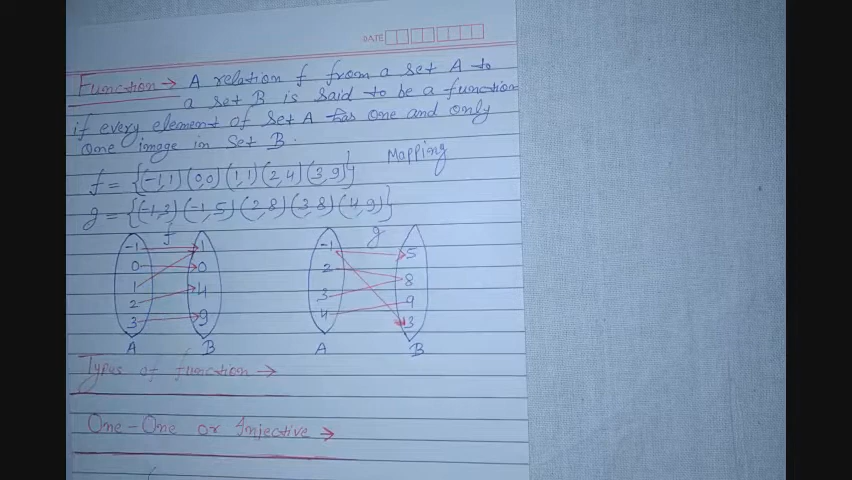 DATE
Function → A relation f from a set A to
a set B is said to be a function
if every element of set A has one and only
one image in set B.
Mapping
f = {(-1,1)(0,0)(1,1)(2,4)(3,9)}
g = {(-1,3)(-1,5)(2,8)(3,8)(4,9)}
f g
-1 1 -1 5
0 0 2 8
1 4 3 9
2 9 4 13
3
A B A B
Types of function →
One-One or Injective →